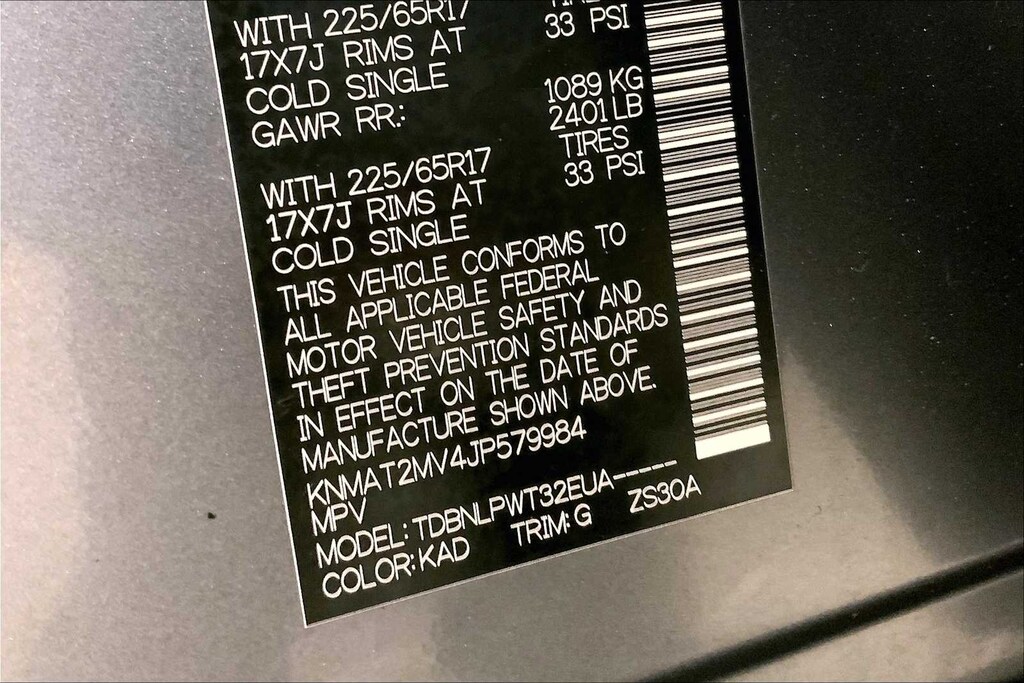 WITH 225/65R17
17X7J RIMS AT 33 PSI
COLD SINGLE
GAWR RR.: 1089 KG
2401 LB
TIRES
WITH 225/65R17 33 PSI
17X7J RIMS AT
COLD SINGLE
THIS VEHICLE CONFORMS TO
ALL APPLICABLE FEDERAL
MOTOR VEHICLE SAFETY AND
THEFT PREVENTION STANDARDS
IN EFFECT ON THE DATE OF
MANUFACTURE SHOWN ABOVE.
KNMAT2MV4JP579984
MPV
MODEL: TDBNLPWT32EUA-----
COLOR: KAD TRIM: G ZS30A